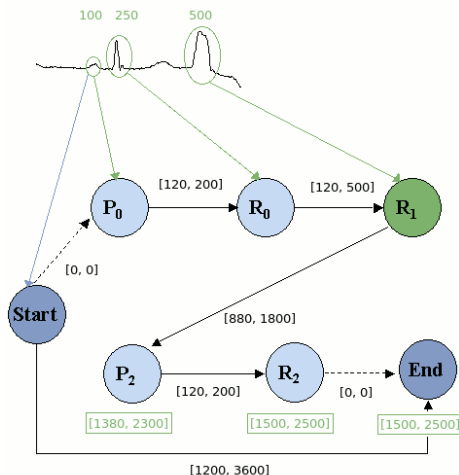 100 250 500
[120, 200] [120, 500]
P0 R0 R1
[0, 0]
Start
[880, 1800]
P2 R2 End
[120, 200] [0, 0]
[1380, 2300] [1500, 2500] [1500, 2500]
[1200, 3600]